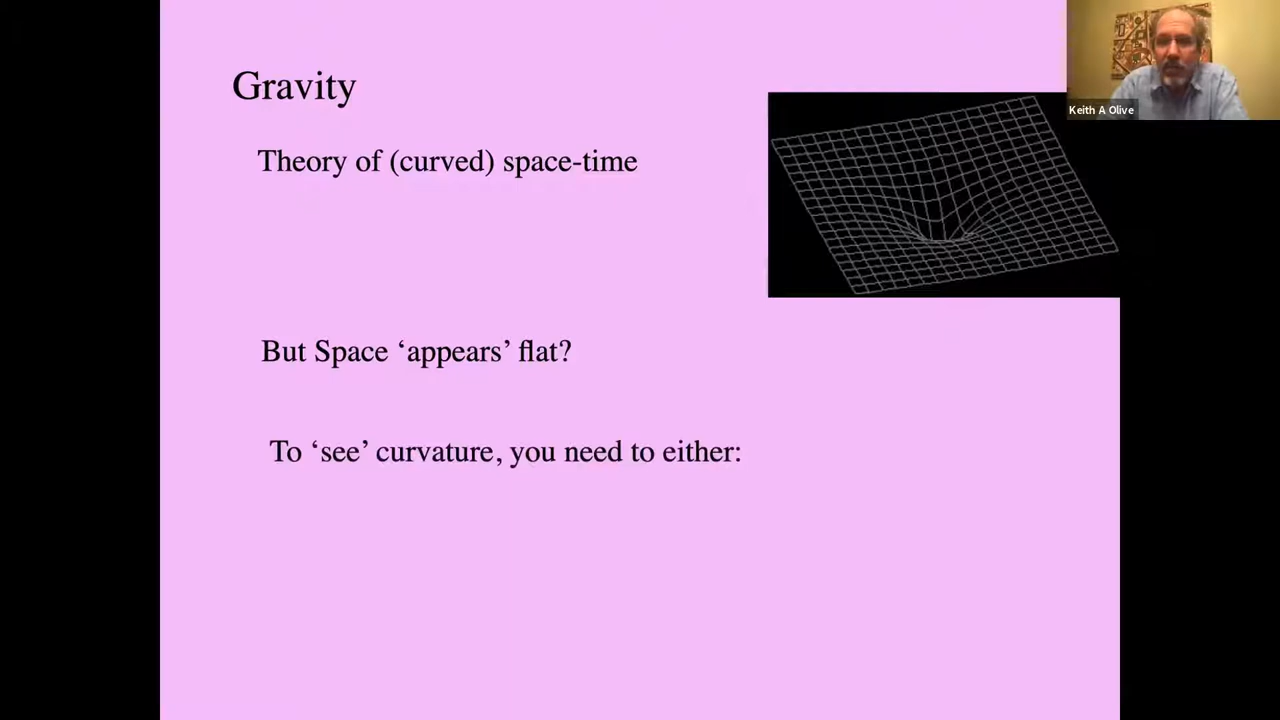 Gravity
Keith A Olive
Theory of (curved) space-time
But Space ‘appears’ flat?
To ‘see’ curvature, you need to either: